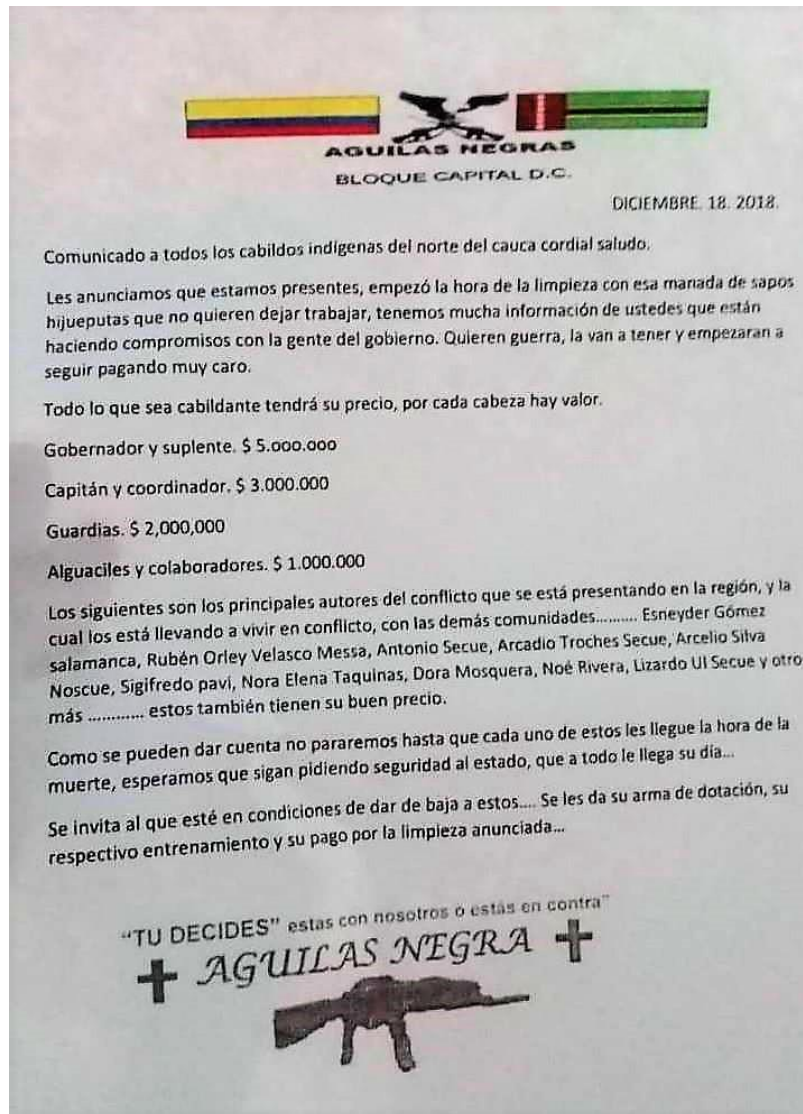 AGUILAS NEGRAS
BLOQUE CAPITAL D.C.
DICIEMBRE. 18. 2018.
Comunicado a todos los cabildos indígenas del norte del cauca cordial saludo.
Les anunciamos que estamos presentes, empezó la hora de la limpieza con esa manada de sapos
hijueputas que no quieren dejar trabajar, tenemos mucha información de ustedes que están
haciendo compromisos con la gente del gobierno. Quieren guerra, la van a tener y empezaran a
seguir pagando muy caro.
Todo lo que sea cabildante tendrá su precio, por cada cabeza hay valor.
Gobernador y suplente. $ 5.000.000
Capitán y coordinador. $ 3.000.000
Guardias. $ 2,000,000
Alguaciles y colaboradores. $ 1.000.000
Los siguientes son los principales autores del conflicto que se está presentando en la región, y la
cual los está llevando a vivir en conflicto, con las demás comunidades......... Esneyder Gómez
salamanca, Rubén Orley Velasco Messa, Antonio Secue, Arcadio Troches Secue, Arcelio Silva
Noscue, Sigifredo pavi, Nora Elena Taquinas, Dora Mosquera, Noé Rivera, Lizardo Ul Secue y otro
más ............ estos también tienen su buen precio.
Como se pueden dar cuenta no pararemos hasta que cada uno de estos les llegue la hora de la
muerte, esperamos que sigan pidiendo seguridad al estado, que a todo le llega su día...
Se invita al que esté en condiciones de dar de baja a estos.... Se les da su arma de dotación, su
respectivo entrenamiento y su pago por la limpieza anunciada...
"TU DECIDES" estas con nosotros o estás en contra"
AGUILAS NEGRA